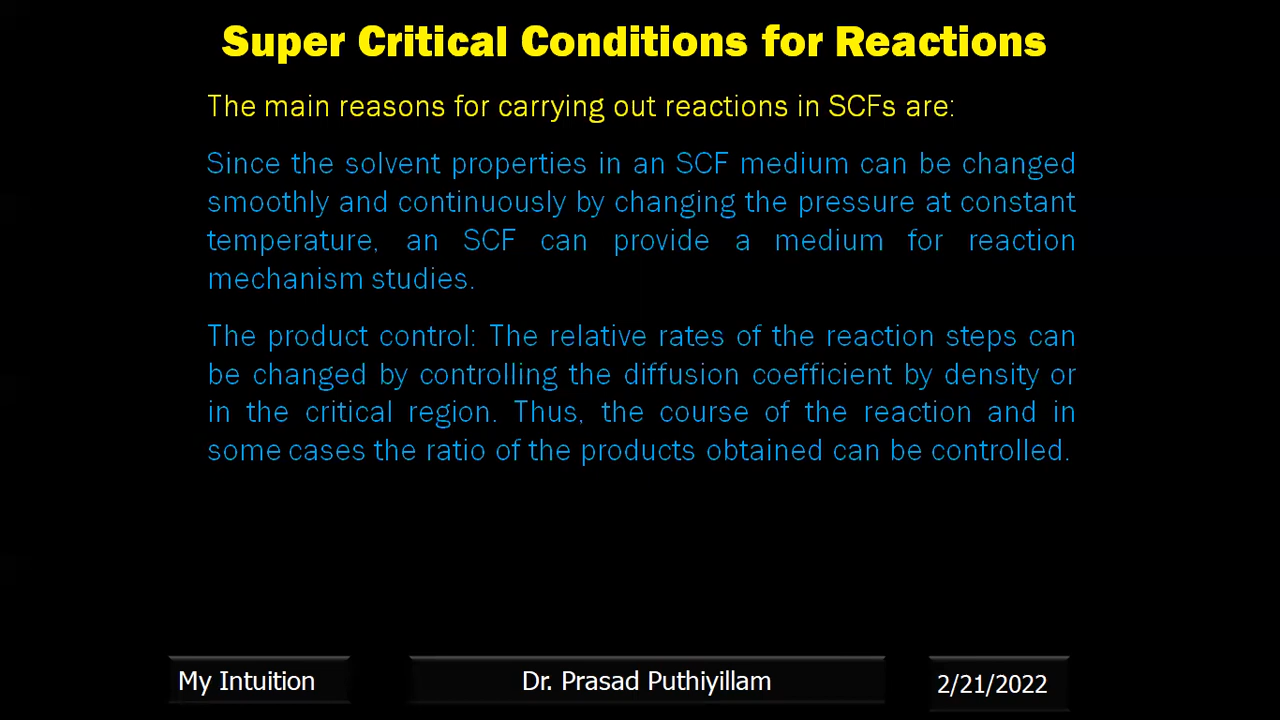 Super Critical Conditions for Reactions
The main reasons for carrying out reactions in SCFs are:
Since the solvent properties in an SCF medium can be changed
smoothly and continuously by changing the pressure at constant
temperature, an SCF can provide a medium for reaction
mechanism studies.
The product control: The relative rates of the reaction steps can
be changed by controlling the diffusion coefficient by density or
in the critical region. Thus, the course of the reaction and in
some cases the ratio of the products obtained can be controlled.
My Intuition
Dr. Prasad Puthiyillam
2/21/2022